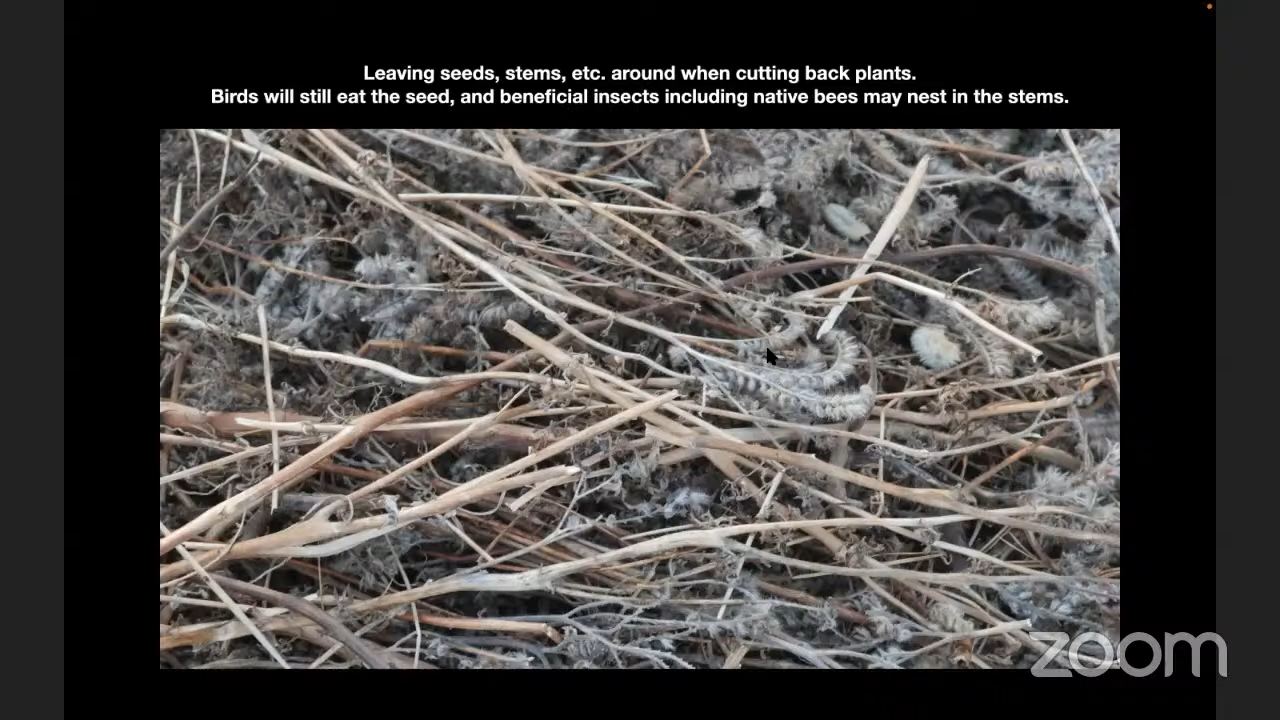 Leaving seeds, stems, etc. around when cutting back plants.
Birds will still eat the seed, and beneficial insects including native bees may nest in the stems.
zoom